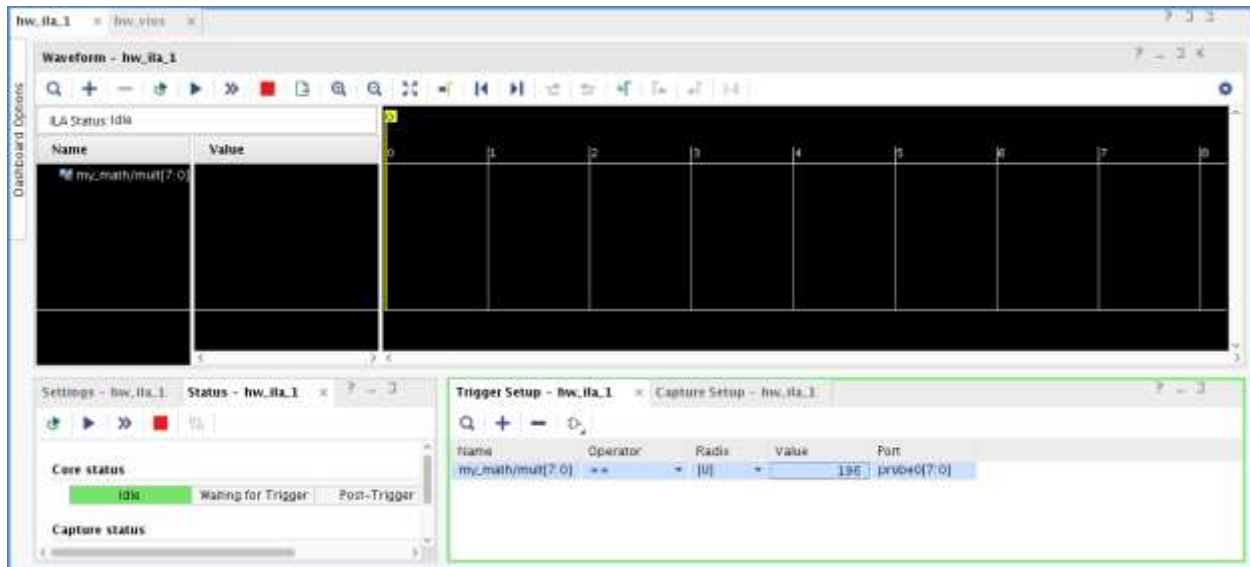 hw_ila_1 hw_vios
Dashboard Options
Waveform - hw_ila_1
ILA Status: Idle
Name Value
0
0 1 2 3 4 5 6 7 8
my_math/mult[7:0]
Settings - hw_ila_1 Status - hw_ila_1
Core status
Idle Waiting for Trigger Post-Trigger
Capture status
Trigger Setup - hw_ila_1 Capture Setup - hw_ila_1
Name Operator Radix Value Port
my_math/mult[7:0] == [U] 196 probe0[7:0]